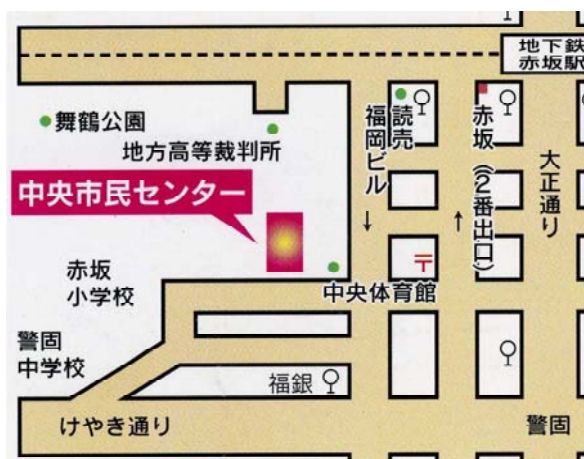 地下鉄
赤坂駅
舞鶴公園
地方高等裁判所
読売
福岡ビル
赤坂(2番出口)
大正通り
中央市民センター
赤坂
小学校
中央体育館
警固
中学校
福銀
けやき通り
警固